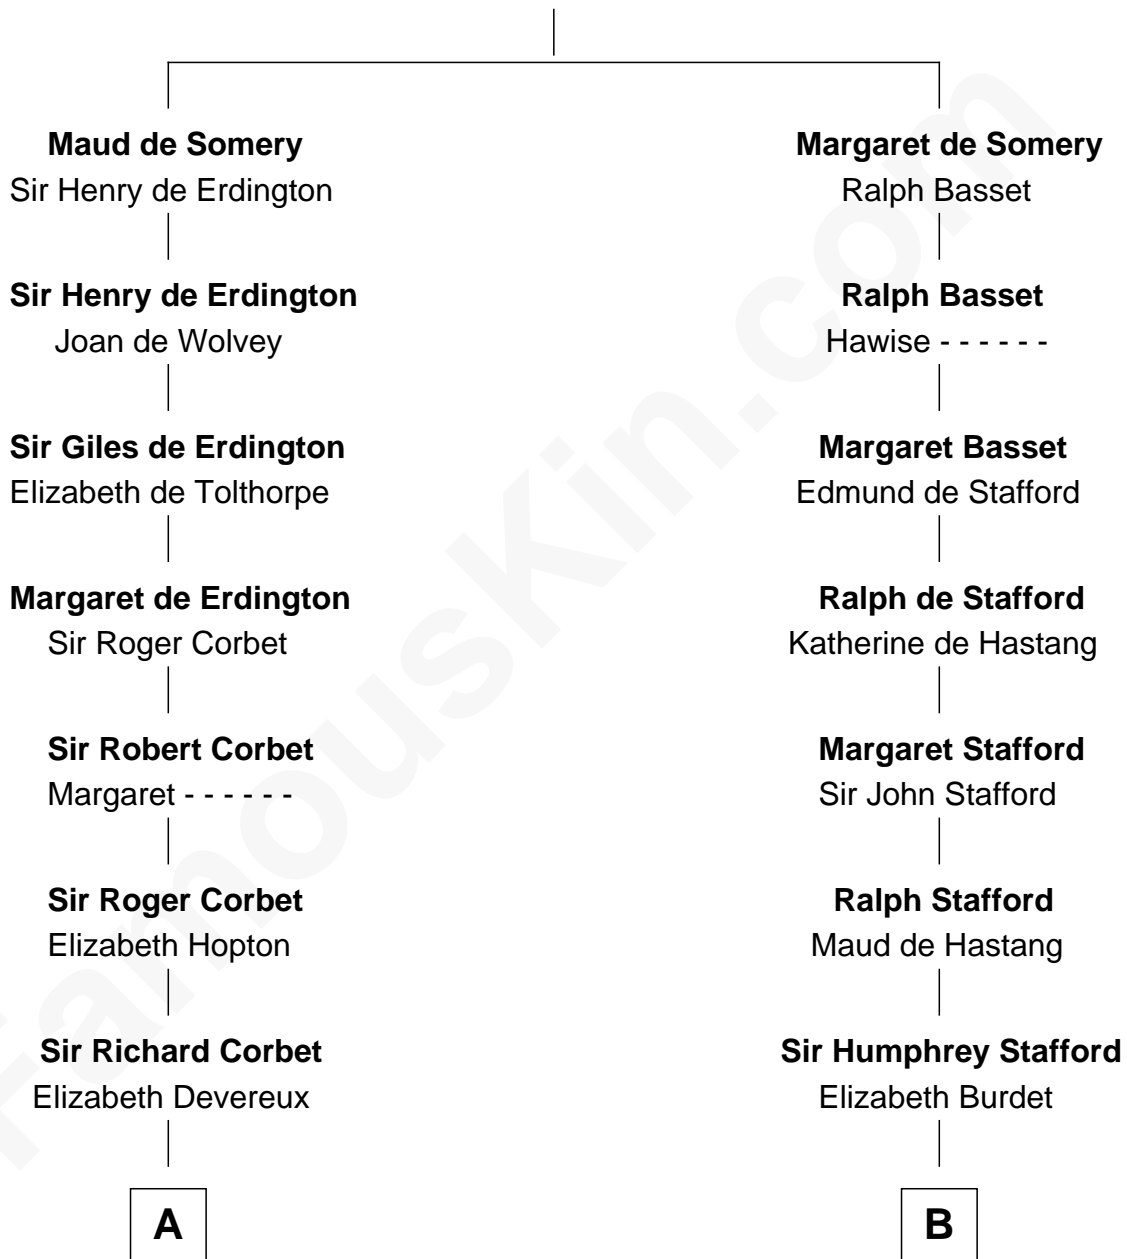 Maud de Somery
Sir Henry de Erdington
Sir Henry de Erdington
Joan de Wolvey
Sir Giles de Erdington
Elizabeth de Tolthorpe
Margaret de Erdington
Sir Roger Corbet
Sir Robert Corbet
Margaret - - - - - -
Sir Roger Corbet
Elizabeth Hopton
Sir Richard Corbet
Elizabeth Devereux
A
Margaret de Somery
Ralph Basset
Ralph Basset
Hawise - - - - - -
Margaret Basset
Edmund de Stafford
Ralph de Stafford
Katherine de Hastang
Margaret Stafford
Sir John Stafford
Ralph Stafford
Maud de Hastang
Sir Humphrey Stafford
Elizabeth Burdet
B
FamousKin.com